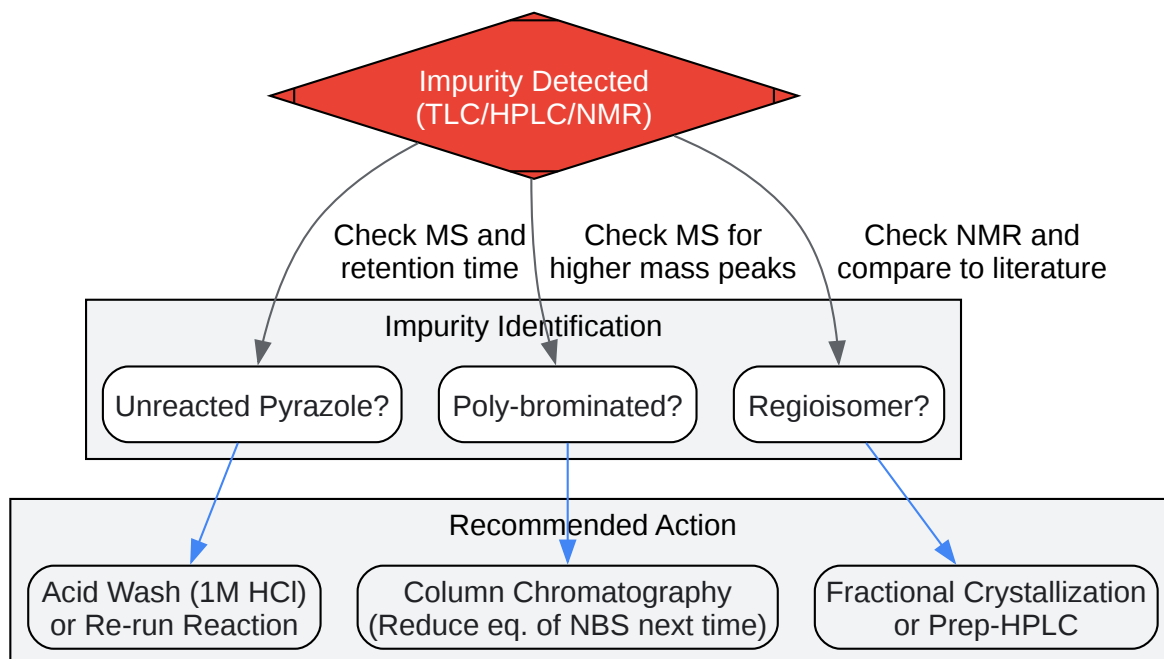 Impurity Detected
(TLC/HPLC/NMR)
Check MS and
retention time
Check MS for
higher mass peaks
Check NMR and
compare to literature
Impurity Identification
Unreacted Pyrazole?
Poly-brominated?
Regioisomer?
Recommended Action
Acid Wash (1M HCl)
or Re-run Reaction
Column Chromatography
(Reduce eq. of NBS next time)
Fractional Crystallization
or Prep-HPLC